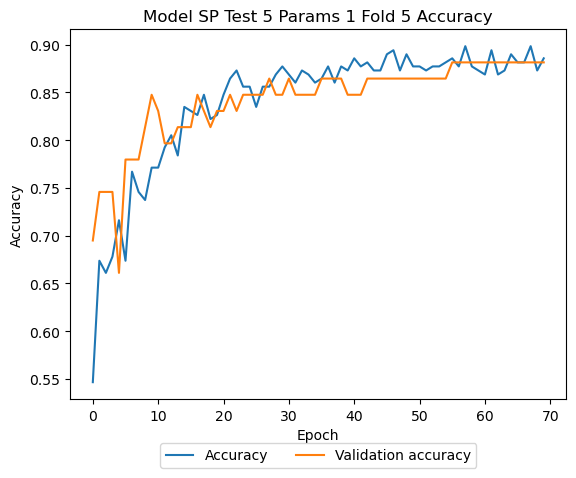 Model SP Test 5 Params 1 Fold 5 Accuracy
Accuracy
0.90
0.85
0.80
0.75
0.70
0.65
0.60
0.55
0 10 20 30 40 50 60 70
Epoch
Accuracy Validation accuracy